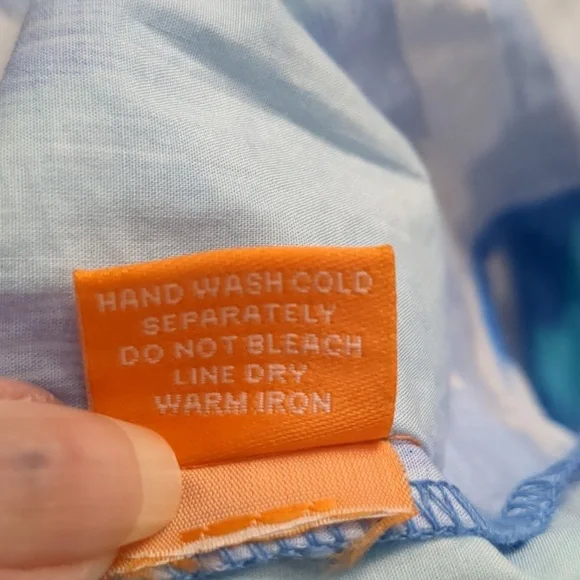 HAND WASH COLD
SEPARATELY
DO NOT BLEACH
LINE DRY
WARM IRON